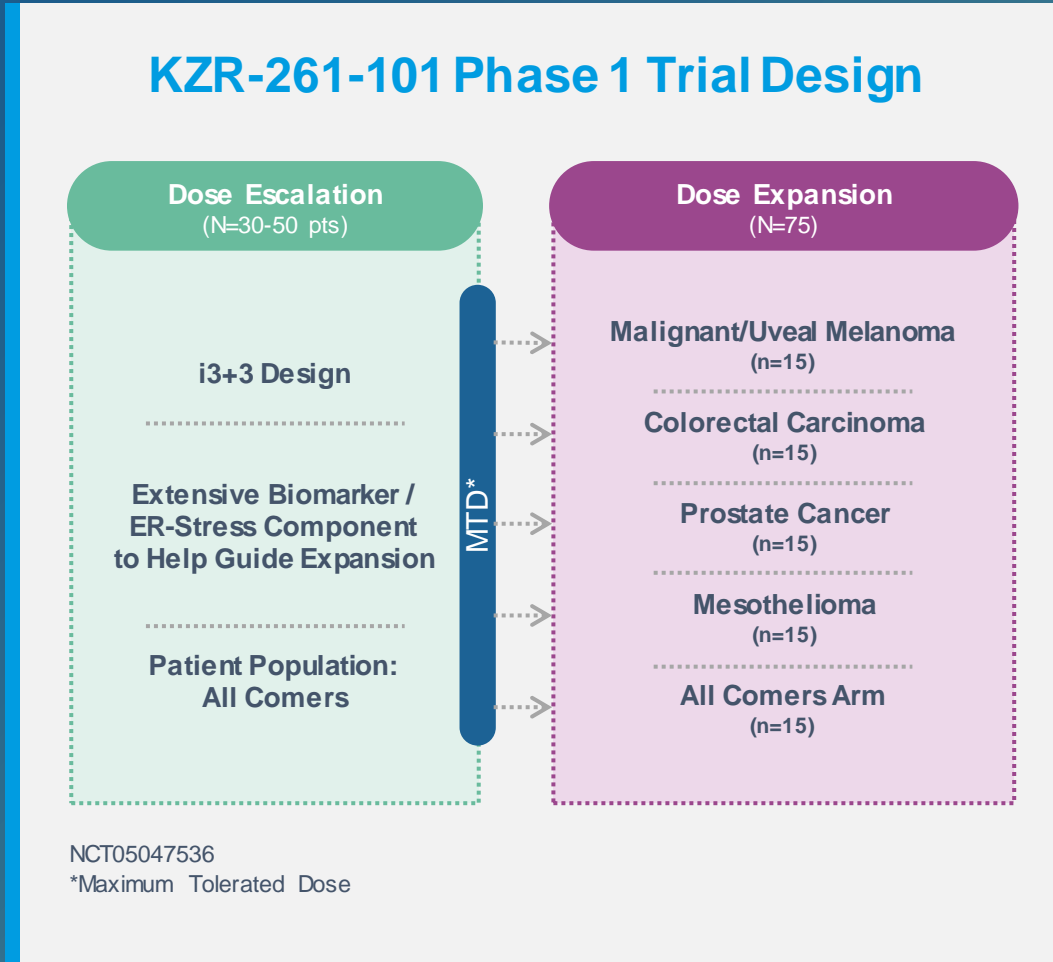 KZR-261-101 Phase 1 Trial Design
Dose Escalation
(N=30-50 pts)
i3+3 Design
Extensive Biomarker /
ER-Stress Component
to Help Guide Expansion
Patient Population:
All Comers
MTD*
Dose Expansion
(N=75)
Malignant/Uveal Melanoma
(n=15)
Colorectal Carcinoma
(n=15)
Prostate Cancer
(n=15)
Mesothelioma
(n=15)
All Comers Arm
(n=15)
NCT05047536
*Maximum Tolerated Dose